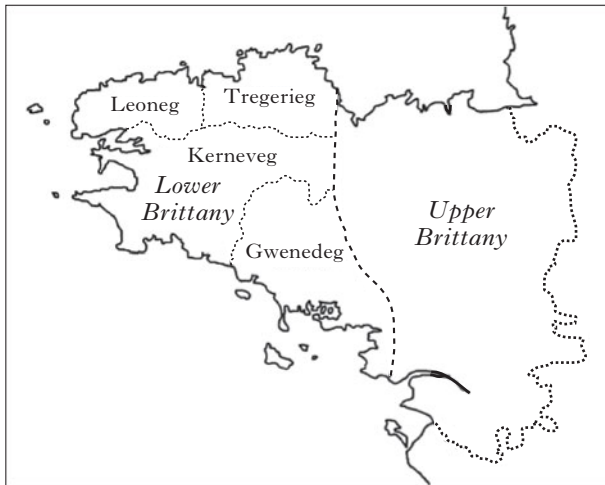 Leoneg
Tregerieg
Kerneveg
Lower
Brittany
Upper
Brittany
Gwenedeg